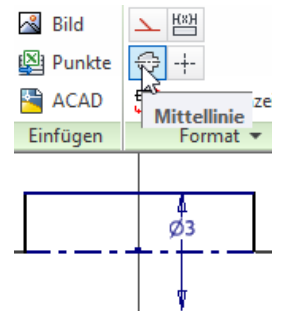 Bild
H(x)H
Punkte
ACAD
Mittellinie
Einfügen
Format
Ø3